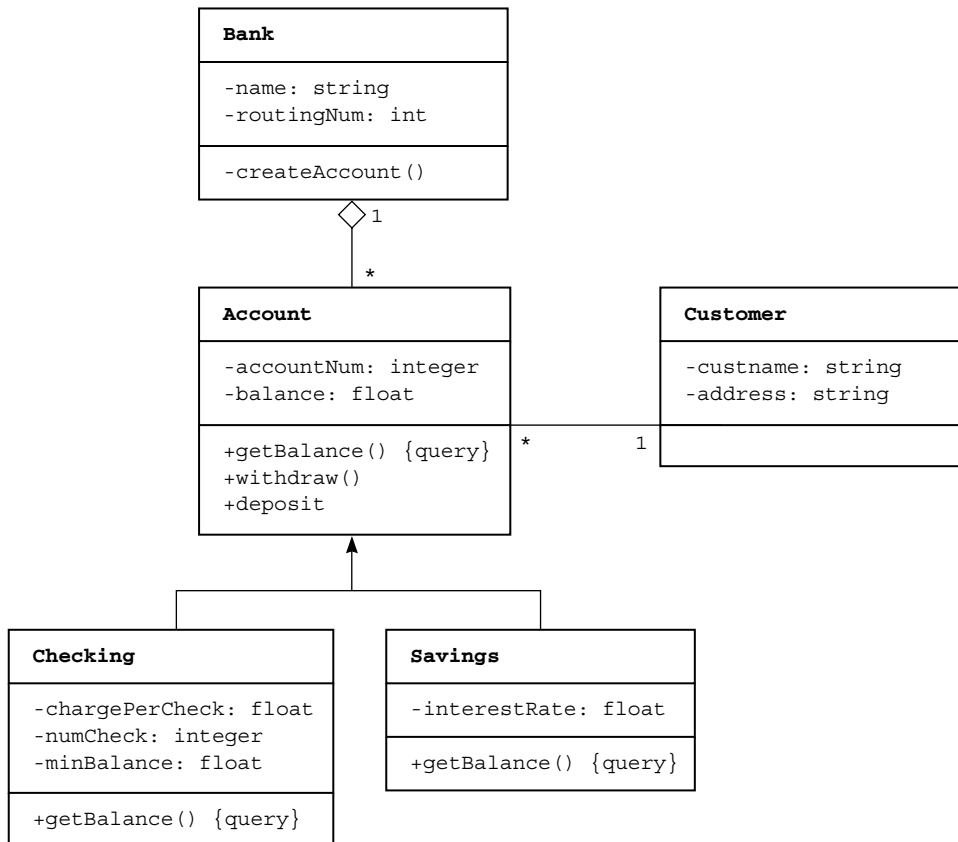 Bank
-name: string
-routingNum: int
-createAccount()
1
*
Account
-accountNum: integer
-balance: float
+getBalance() {query}
+withdraw()
+deposit
*
1
Customer
-custname: string
-address: string
Checking
-chargePerCheck: float
-numCheck: integer
-minBalance: float
+getBalance() {query}
Savings
-interestRate: float
+getBalance() {query}